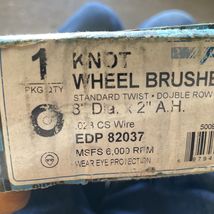 1
PKG QTY
KNOT
WHEEL BRUSHE
STANDARD TWIST • DOUBLE ROW
8" Dia. x 2" A.H.
.023 CS Wire
EDP 82037
MSFS 6,000 RPM
WEAR EYE PROTECTION